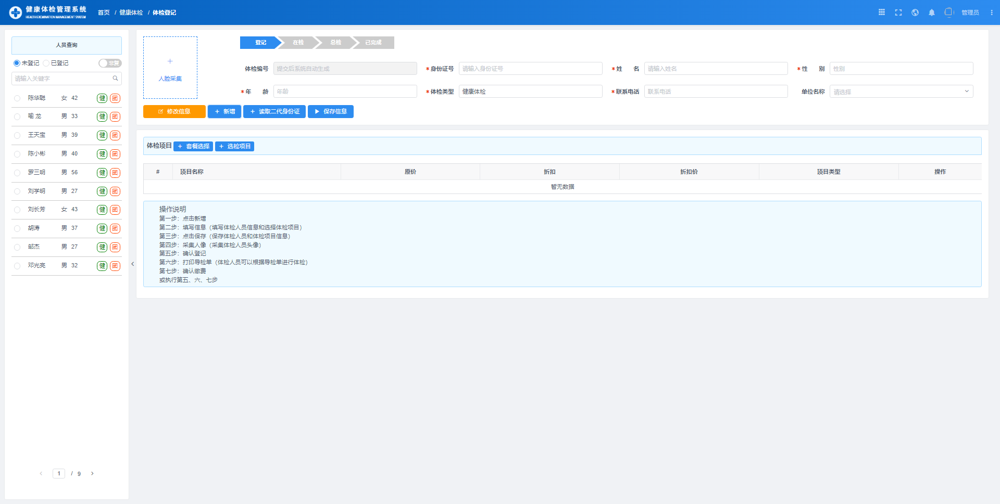 健康体检管理系统
HEALTH EXCMINATION MANAGEMENT SYSTEM
首页 / 健康体检 / 体检登记
管理员
人员查询
未登记 已登记 非复
请输入关键字
陈华聪 女 42 健 团
喻 龙 男 33 健 团
王天宝 男 39 健 团
陈小彬 男 40 健 团
罗三明 男 56 健 团
刘学明 男 27 健 团
刘长芳 女 43 健 团
胡涛 男 37 健 团
邹杰 男 27 健 团
邓光亮 男 32 健 团
1 / 9
人脸采集
登记 在检 总检 已完成
体检编号 提交后系统自动生成 *身份证号 请输入身份证号 *姓 名 请输入姓名 *性 别 性别
*年 龄 年龄 *体检类型 健康体检 *联系电话 联系电话 单位名称 请选择
修改信息 + 新增 + 读取二代身份证 保存信息
体检项目 + 套餐选择 + 选检项目
# 项目名称 原价 折扣 折扣价 项目类型 操作
暂无数据
操作说明
第一步：点击新增
第二步：填写信息（填写体检人员信息和选择体检项目）
第三步：点击保存（保存体检人员和体检项目信息）
第四步：采集人像（采集体检人员头像）
第五步：确认登记
第六步：打印导检单（体检人员可以根据导检单进行体检）
第七步：确认缴费
或执行第五、六、七步